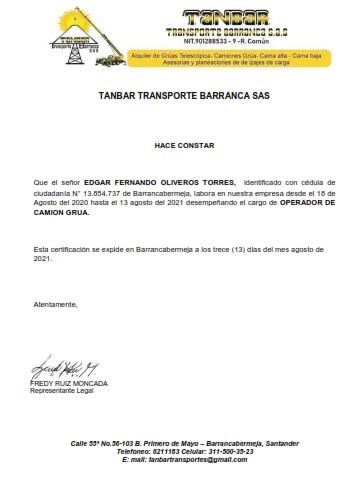 TANBAR
TRANSPORTE BARRANCA S.A.S
NIT.901288533 - 9 -R. Común
Transporte Barranca
SAS
Alquiler de Grúas Telescópica- Camiones Grúa- Cama alta - Cama baja
Asesorías y planeaciones de de izajes de carga
TANBAR TRANSPORTE BARRANCA SAS
HACE CONSTAR
Que el señor EDGAR FERNANDO OLIVEROS TORRES, identificado con cédula de
ciudadanía N° 13.854.737 de Barrancabermeja, labora en nuestra empresa desde el 18 de
Agosto del 2020 hasta el 13 agosto del 2021 desempeñando el cargo de OPERADOR DE
CAMION GRUA.
Esta certificación se expide en Barrancabermeja a los trece (13) días del mes agosto de
2021.
Atentamente,
FREDY RUIZ MONCADA
Representante Legal
Calle 55ª No.56-103 B. Primero de Mayo – Barrancabermeja, Santander
Telefoneo: 6211183 Celular: 311-500-35-23
E: mail: tanbartransportes@gmail.com